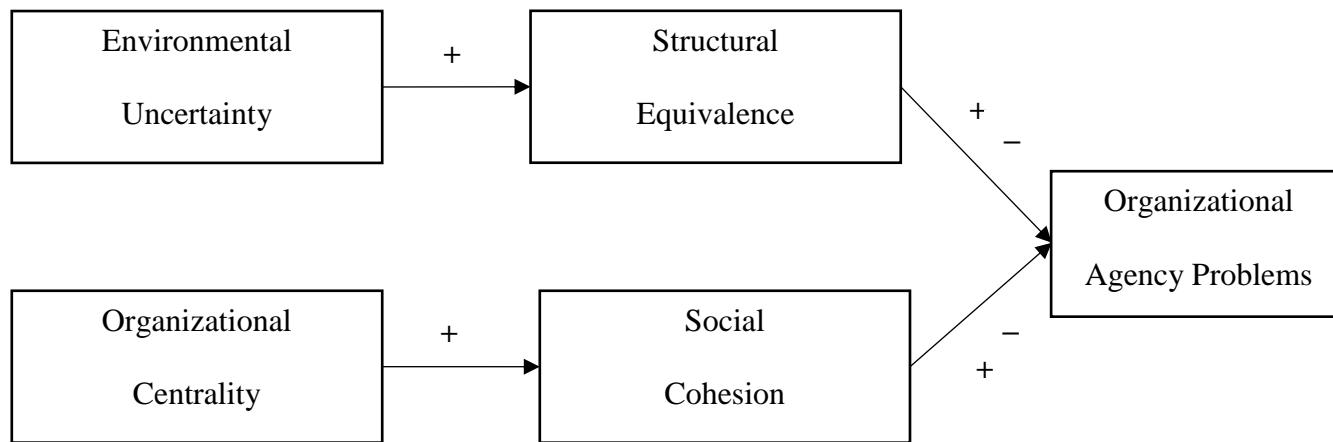 Environmental
Uncertainty
+
Structural
Equivalence
+
−
Organizational
Agency Problems
Organizational
Centrality
+
Social
Cohesion
−
+